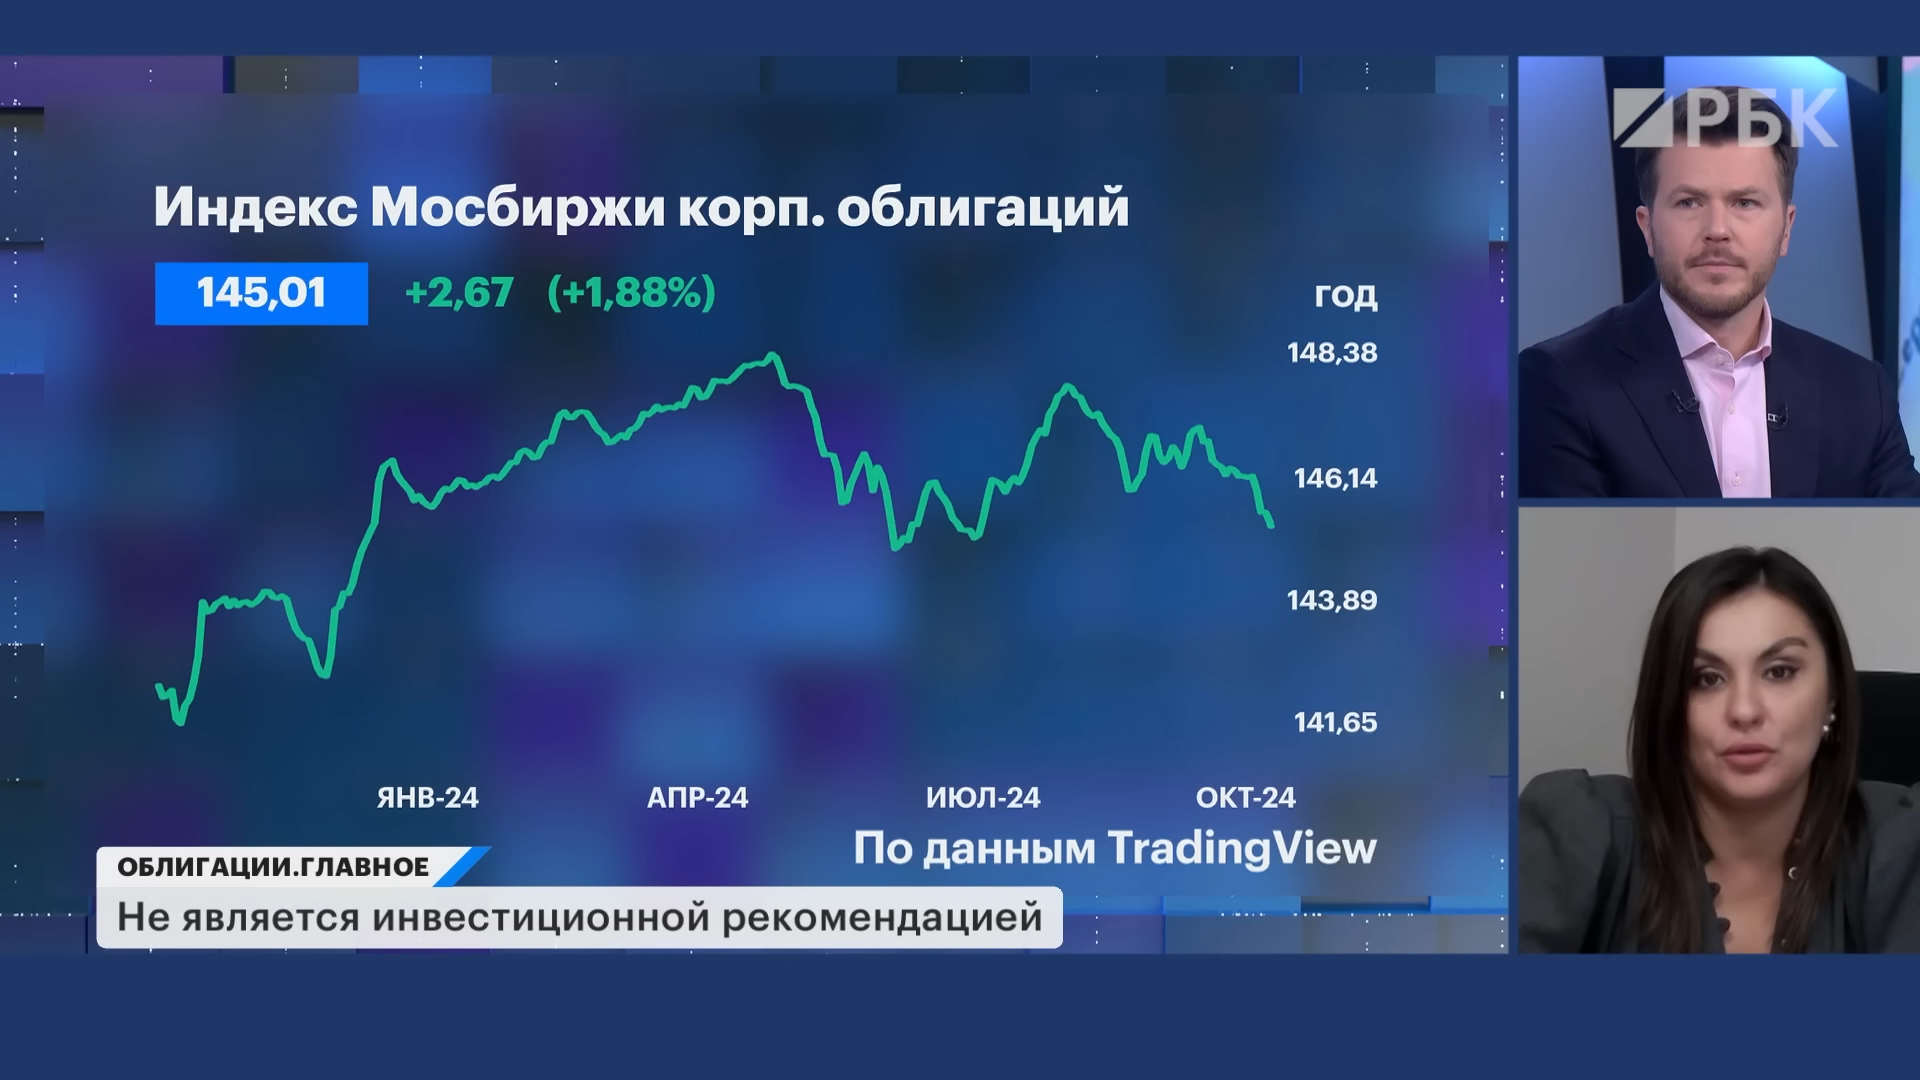 РБК
Индекс Мосбиржи корп. облигаций
145,01 +2,67 (+1,88%)
ГОД
148,38
146,14
143,89
141,65
ЯНВ-24 АПР-24 ИЮЛ-24 ОКТ-24
По данным TradingView
ОБЛИГАЦИИ.ГЛАВНОЕ
Не является инвестиционной рекомендацией